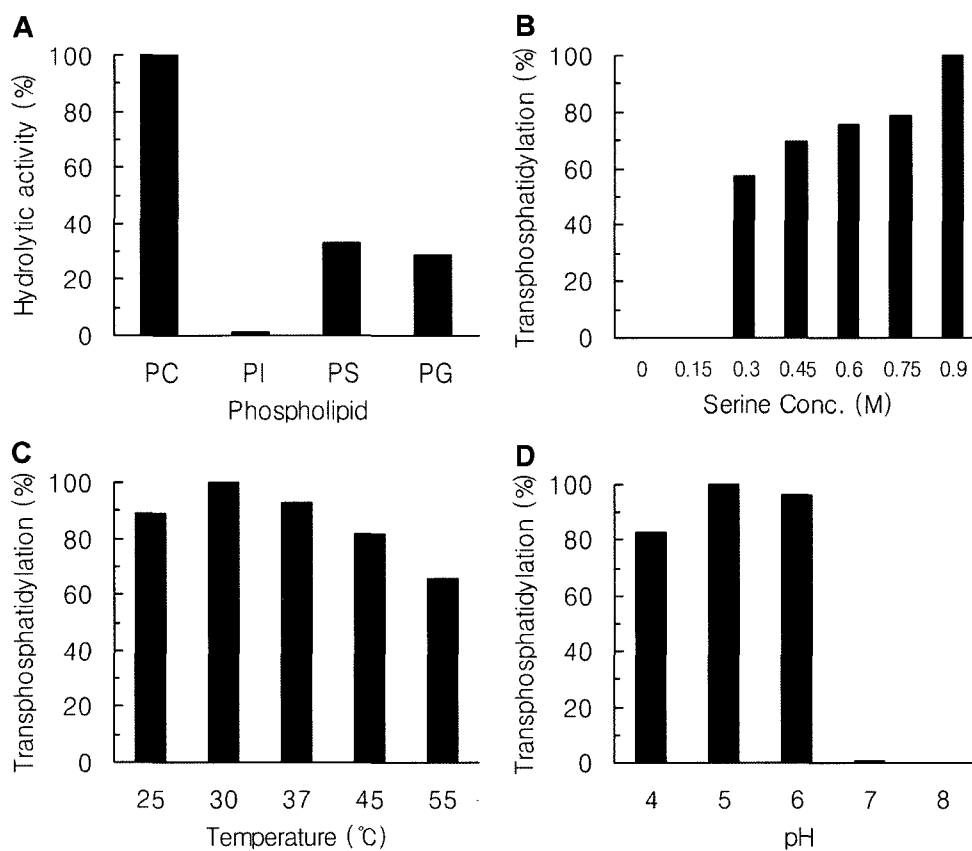 A
Hydrolytic activity (%)
100
80
60
40
20
0
PC PI PS PG
Phospholipid
B
Transphosphatidylation (%)
100
80
60
40
20
0
0 0.15 0.3 0.45 0.6 0.75 0.9
Serine Conc. (M)
C
Transphosphatidylation (%)
100
80
60
40
20
0
25 30 37 45 55
Temperature (℃)
D
Transphosphatidylation (%)
100
80
60
40
20
0
4 5 6 7 8
pH